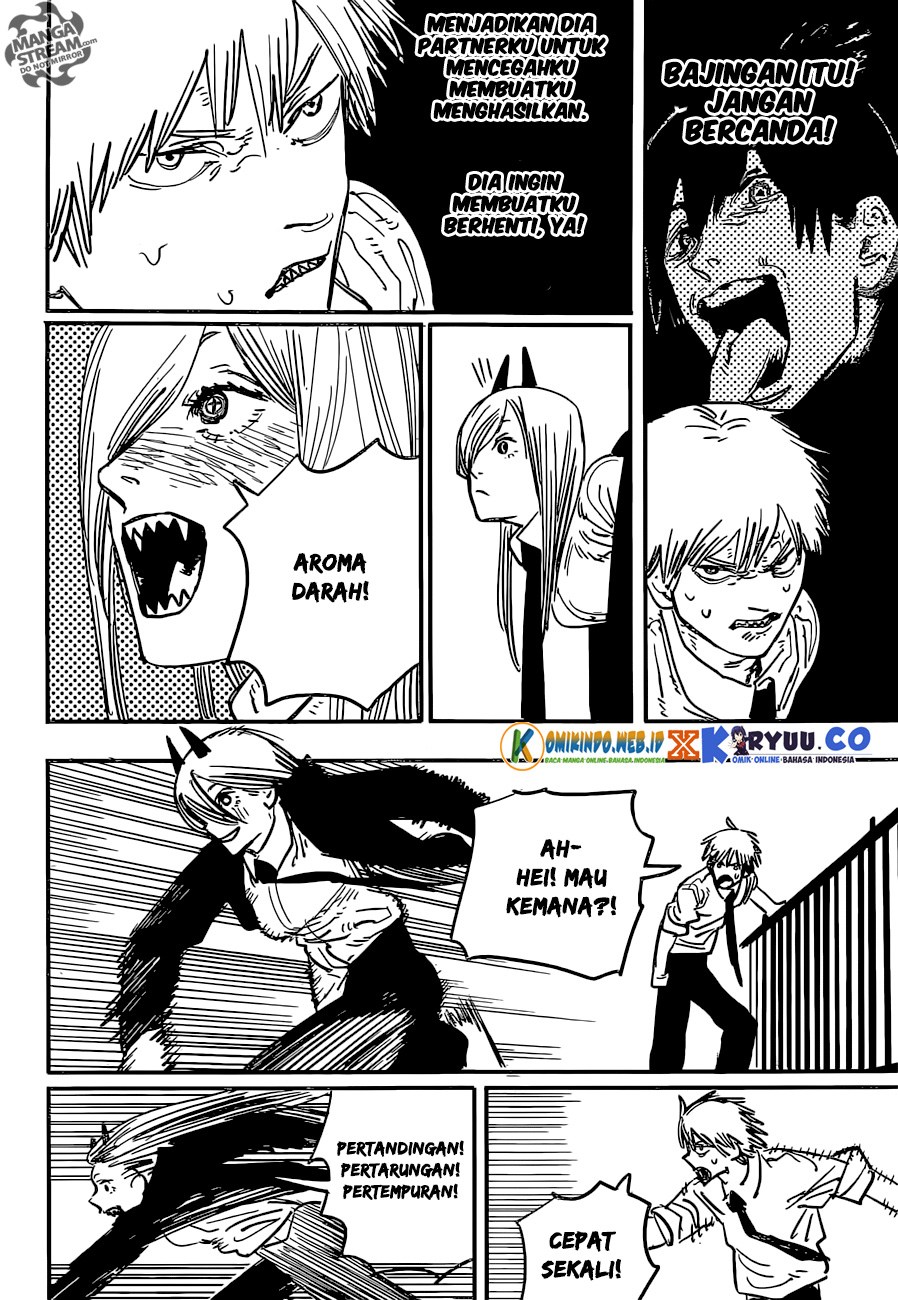 MANGA
STREAM.com
DO NOT MIRROR
BAJINGAN ITU!
JANGAN
BERCANDA!
MENJADIKAN DIA
PARTNERKU UNTUK
MENCEGAHKU
MEMBUATKU
MENGHASILKAN.
DIA INGIN
MEMBUATKU
BERHENTI, YA!
AROMA
DARAH!
KOMIKINDO.WEB.ID X KIRYUU.CO
BACA MANGA ONLINE BAHASA INDONESIA
OMIK ONLINE BAHASA INDONESIA
AH-
HEI! MAU
KEMANA?!
CEPAT
SEKALI!
PERTANDINGAN!
PERTARUNGAN!
PERTEMPURAN!